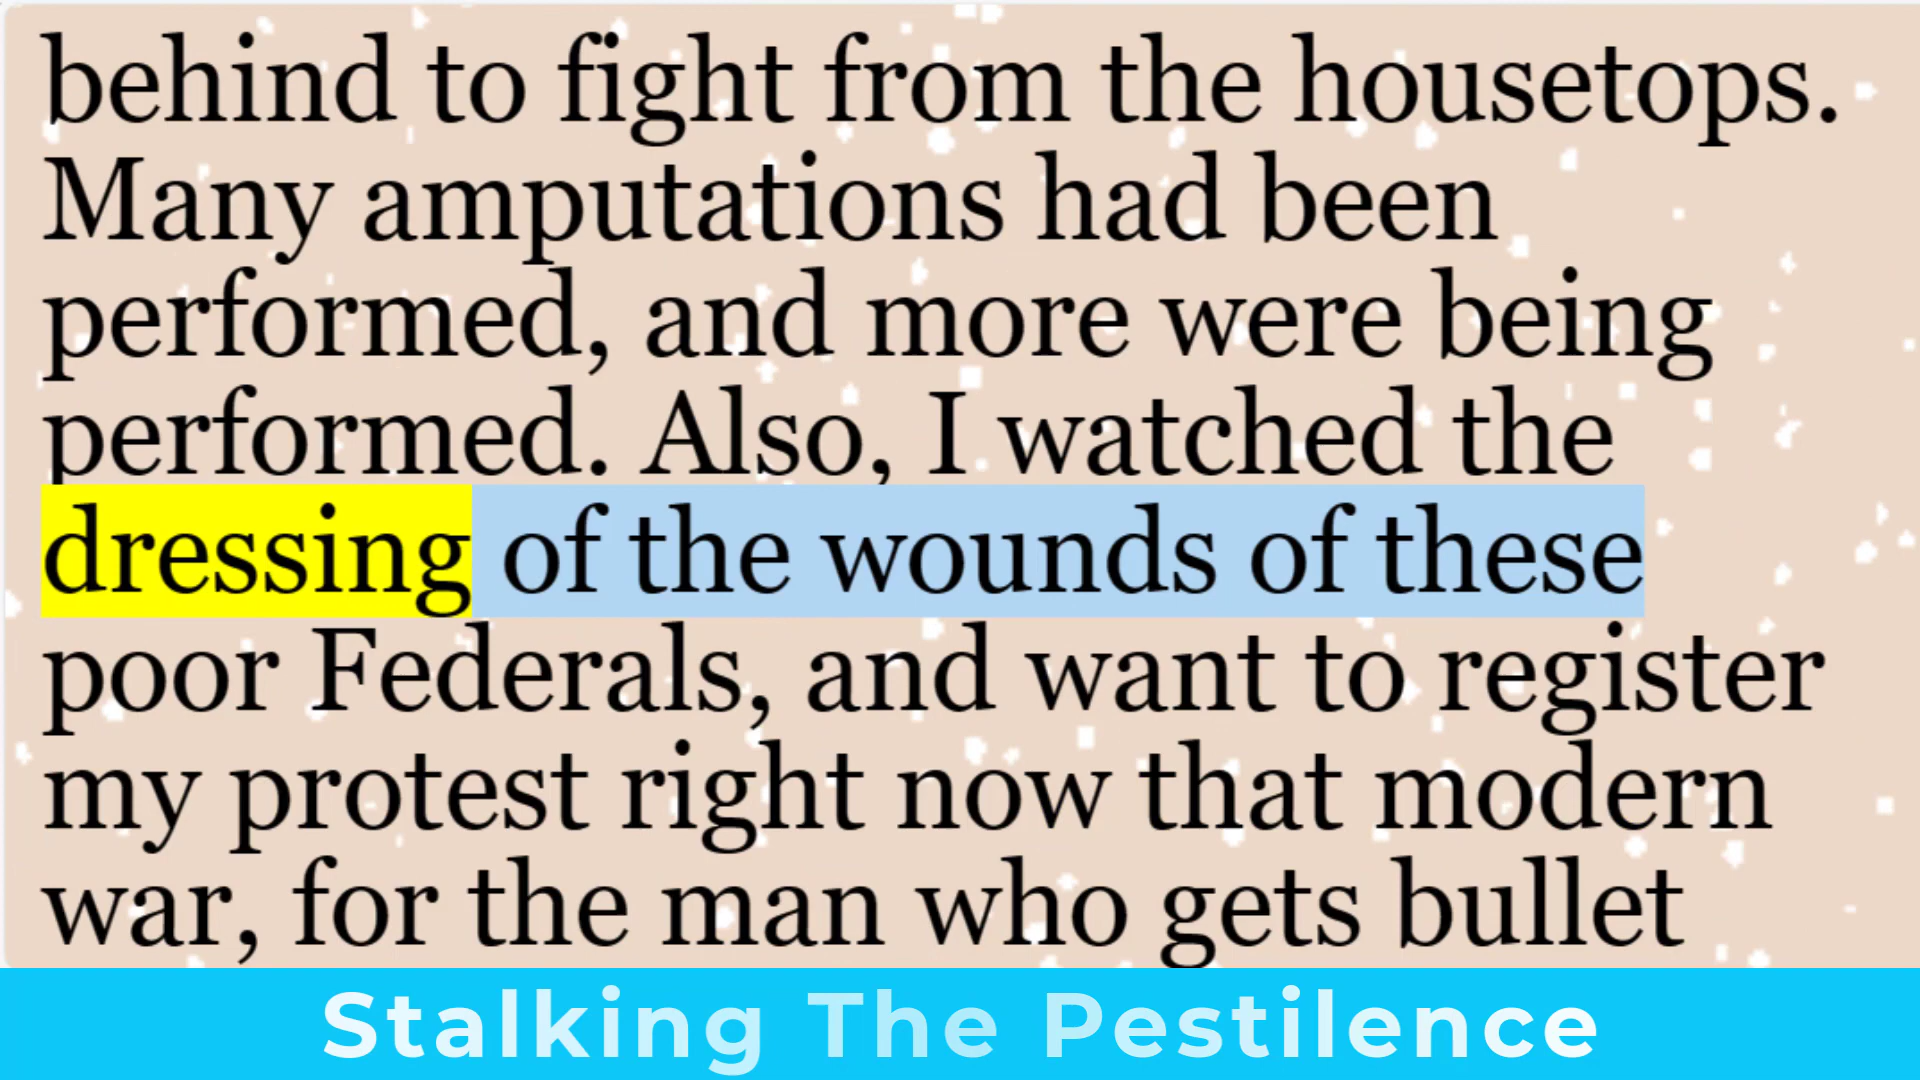 behind to fight from the housetops.
Many amputations had been
performed, and more were being
performed. Also, I watched the
dressing of the wounds of these
poor Federals, and want to register
my protest right now that modern
war, for the man who gets bullet
Stalking The Pestilence